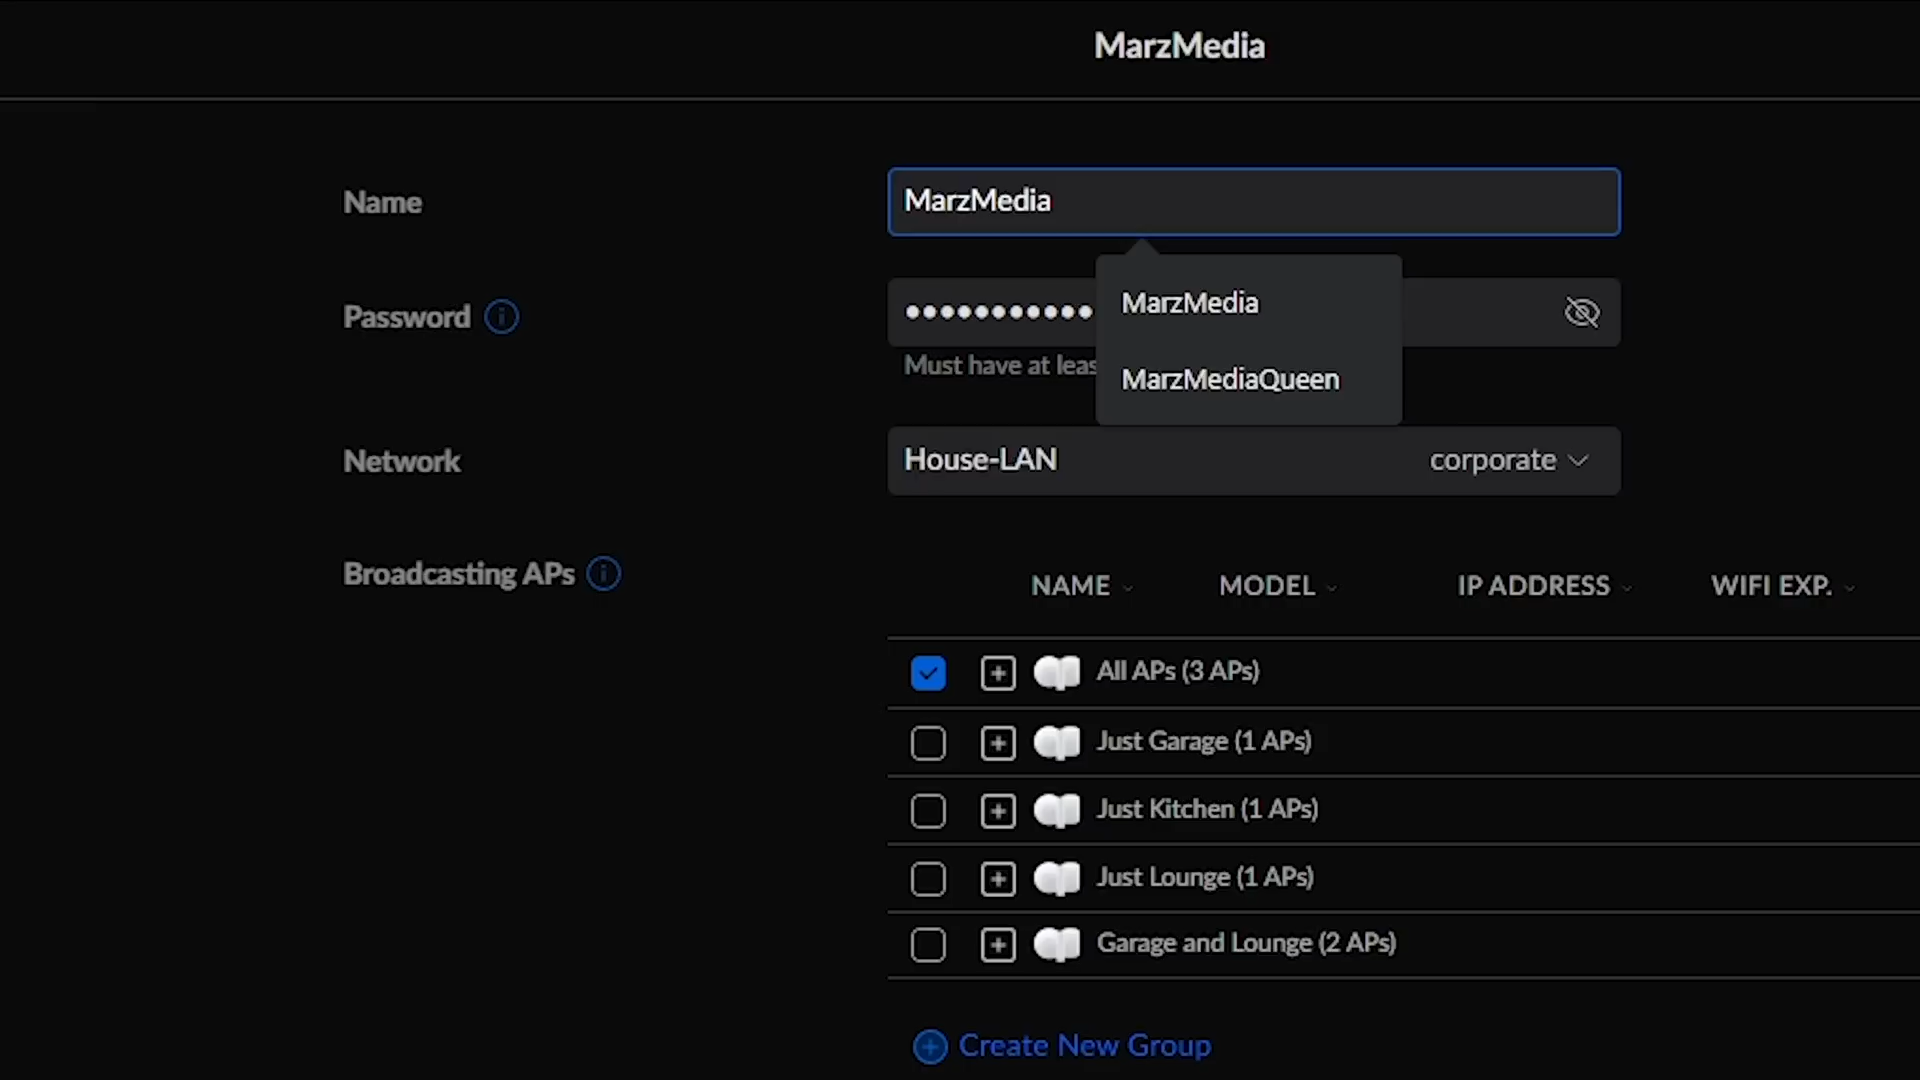 MarzMedia
Name
MarzMedia
MarzMedia
MarzMediaQueen
Password
Must have at leas
Network
House-LAN corporate
Broadcasting APs
NAME MODEL IP ADDRESS WIFI EXP.
All APs (3 APs)
Just Garage (1 APs)
Just Kitchen (1 APs)
Just Lounge (1 APs)
Garage and Lounge (2 APs)
Create New Group